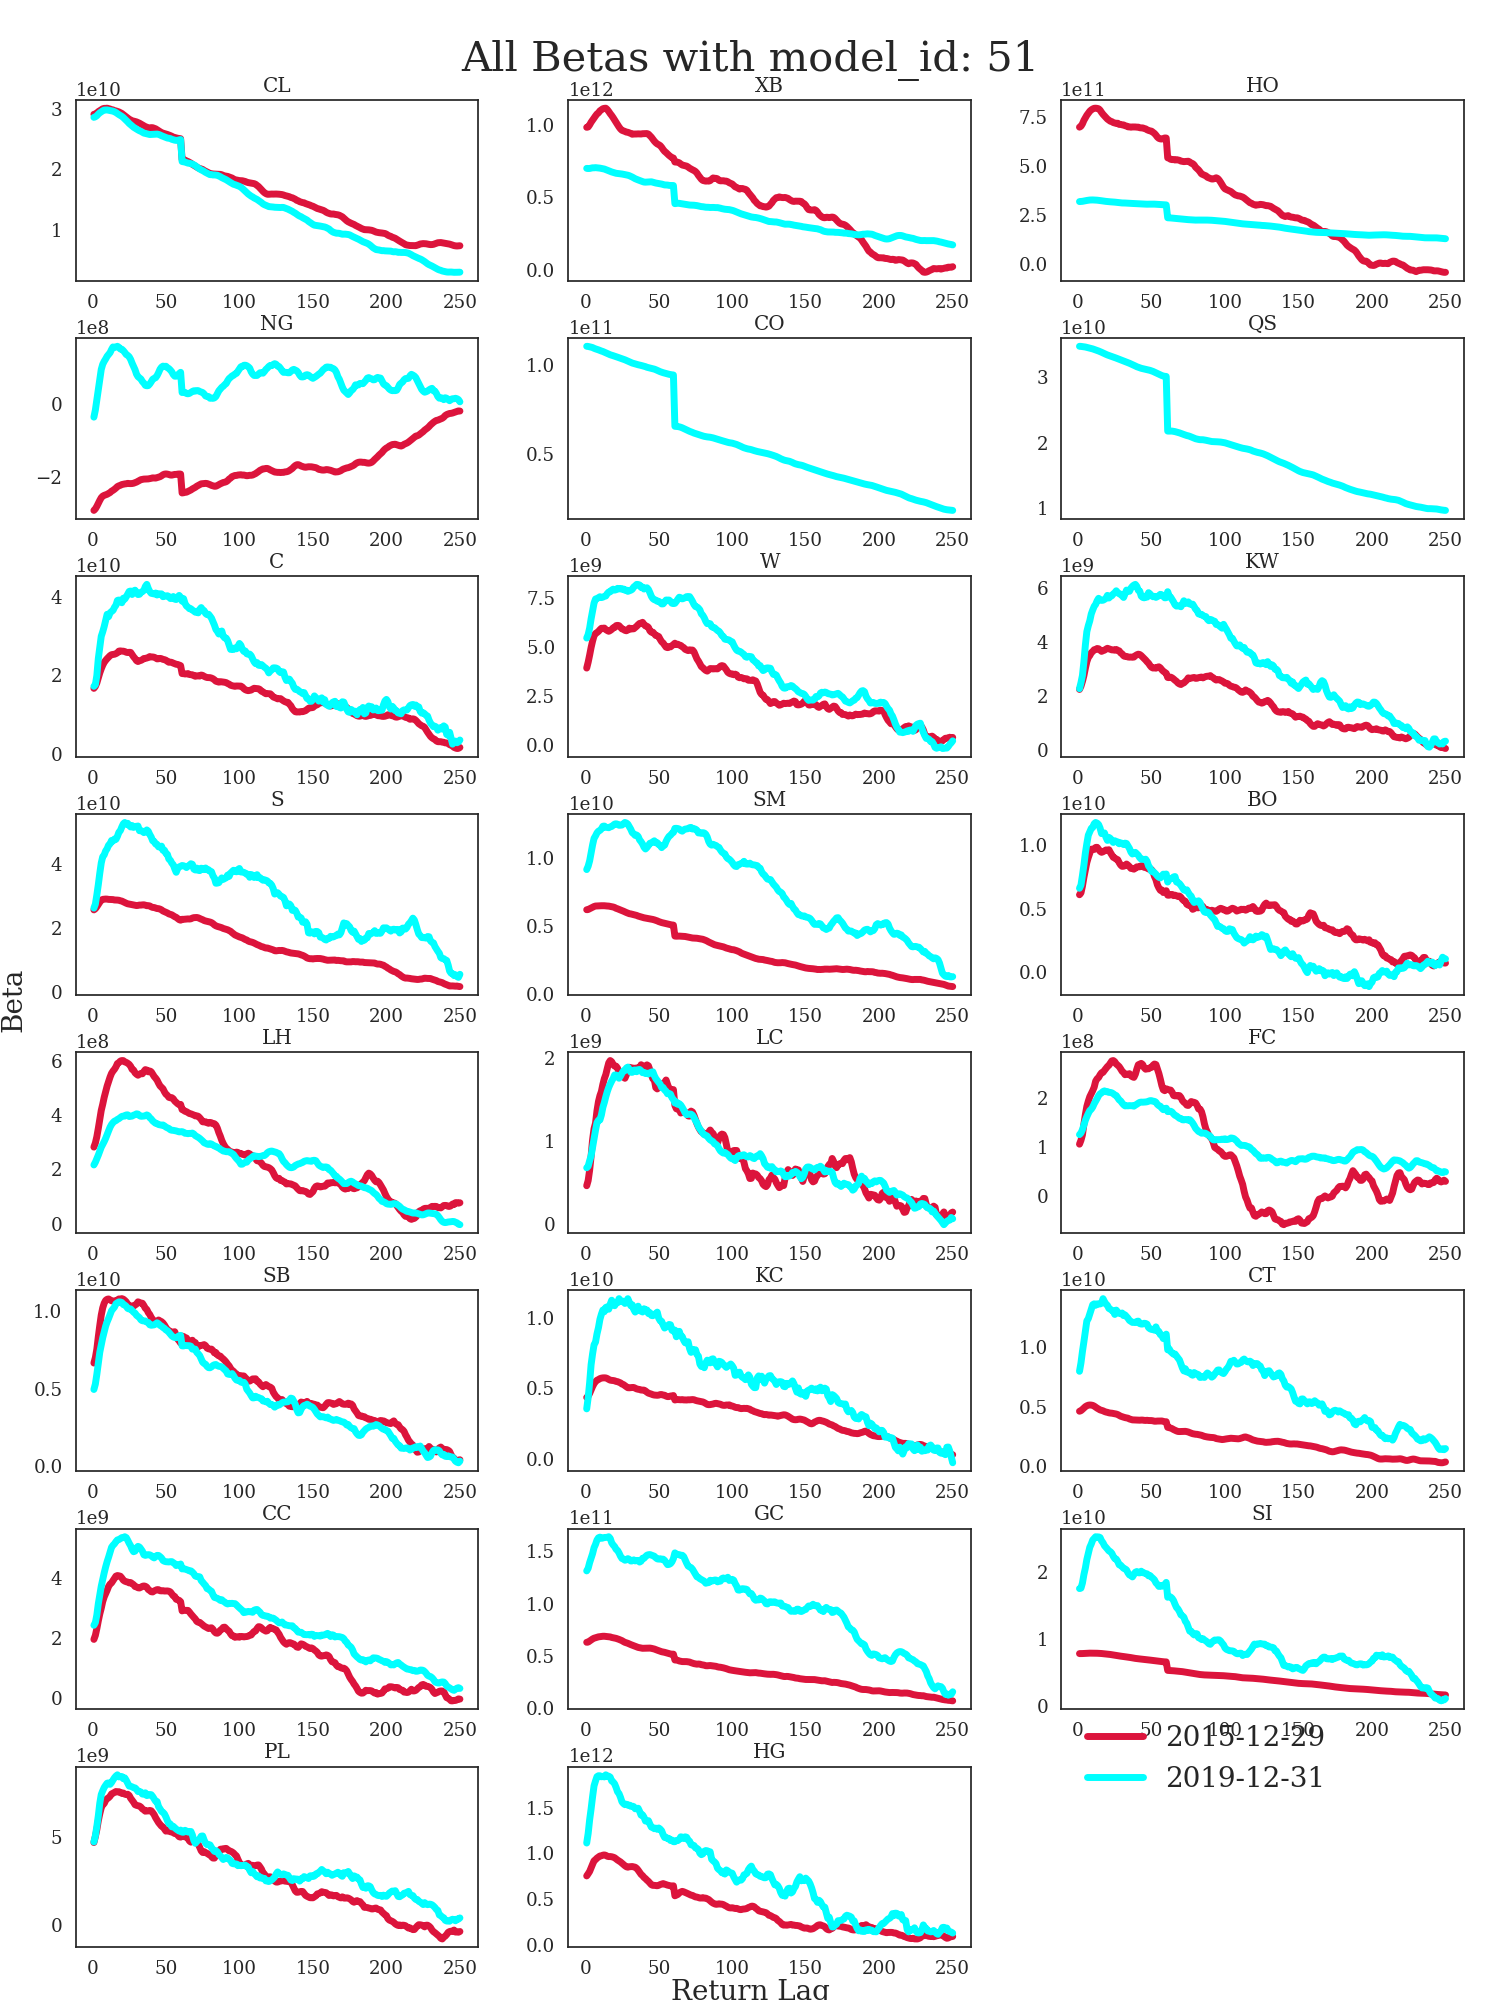 All Betas with model_id: 51
CL
XB
HO
1e10
1e12
1e11
3
2
1
1.0
0.5
0.0
7.5
5.0
2.5
0.0
0 50 100 150 200 250
0 50 100 150 200 250
0 50 100 150 200 250
NG
CO
QS
1e8
1e11
1e10
0
−2
1.0
0.5
3
2
1
0 50 100 150 200 250
0 50 100 150 200 250
0 50 100 150 200 250
C
W
KW
1e10
1e9
1e9
4
2
0
7.5
5.0
2.5
0.0
6
4
2
0
0 50 100 150 200 250
0 50 100 150 200 250
0 50 100 150 200 250
S
SM
BO
1e10
1e10
1e10
4
2
0
1.0
0.5
0.0
1.0
0.5
0.0
0 50 100 150 200 250
0 50 100 150 200 250
0 50 100 150 200 250
Beta
LH
LC
FC
1e8
1e9
1e8
6
4
2
0
2
1
0
2
1
0
0 50 100 150 200 250
0 50 100 150 200 250
0 50 100 150 200 250
SB
KC
CT
1e10
1e10
1e10
1.0
0.5
0.0
1.0
0.5
0.0
1.0
0.5
0.0
0 50 100 150 200 250
0 50 100 150 200 250
0 50 100 150 200 250
CC
GC
SI
1e9
1e11
1e10
4
2
0
1.5
1.0
0.5
0.0
2
1
0
0 50 100 150 200 250
0 50 100 150 200 250
0 50 100 150 200 250
2015-12-29
2019-12-31
PL
HG
1e9
1e12
5
0
1.5
1.0
0.5
0.0
0 50 100 150 200 250
0 50 100 150 200 250
Return Lag